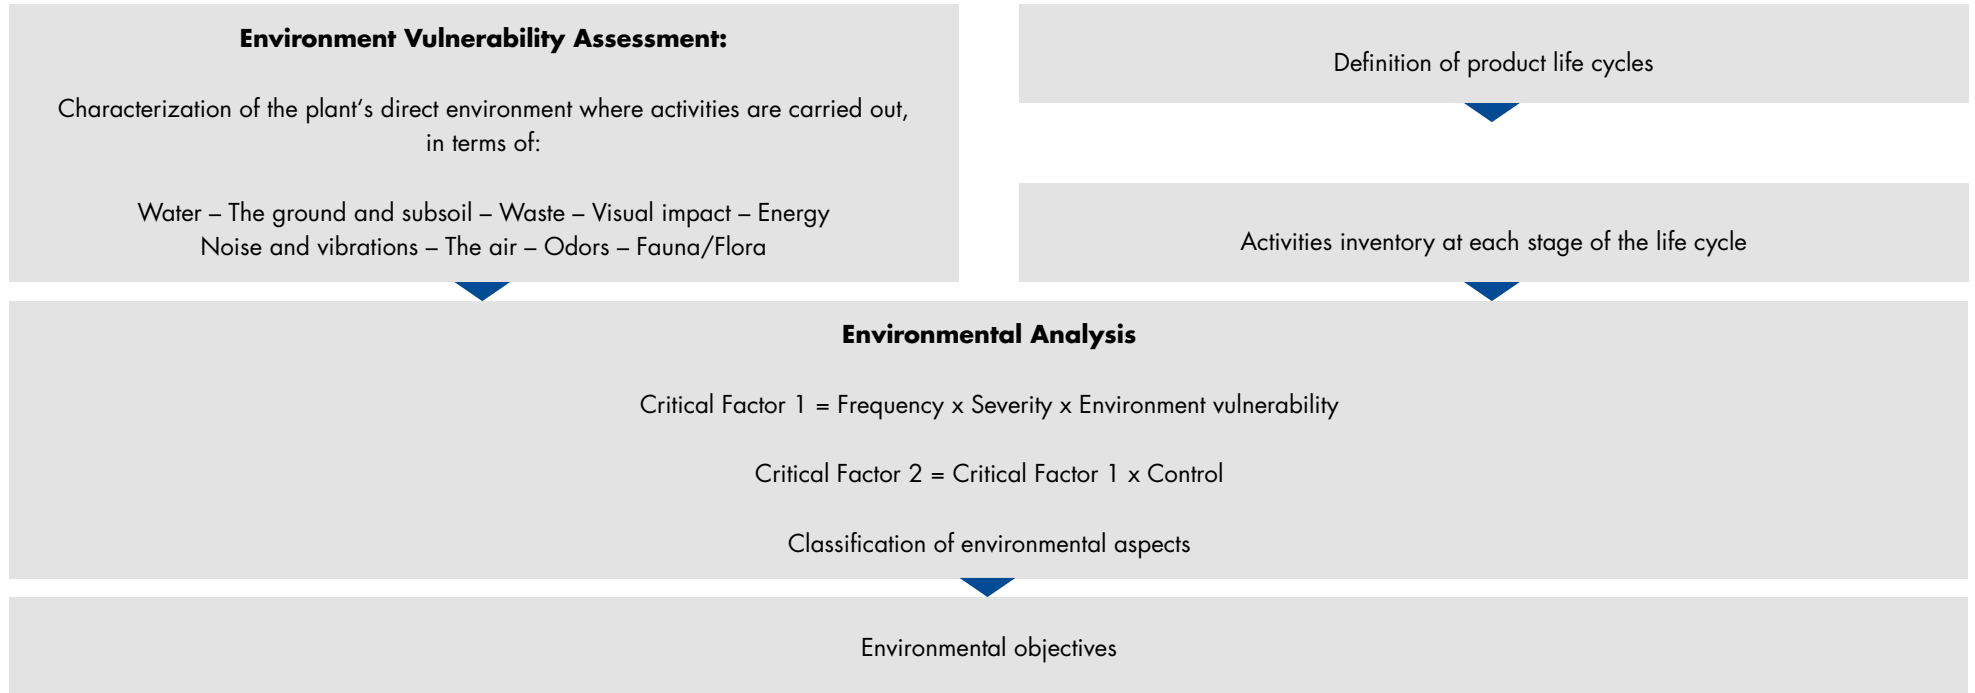 Environment Vulnerability Assessment:
Characterization of the plant‘s direct environment where activities are carried out,
in terms of:
Water – The ground and subsoil – Waste – Visual impact – Energy
Noise and vibrations – The air – Odors – Fauna/Flora
Definition of product life cycles
Activities inventory at each stage of the life cycle
Environmental Analysis
Critical Factor 1 = Frequency x Severity x Environment vulnerability
Critical Factor 2 = Critical Factor 1 x Control
Classification of environmental aspects
Environmental objectives